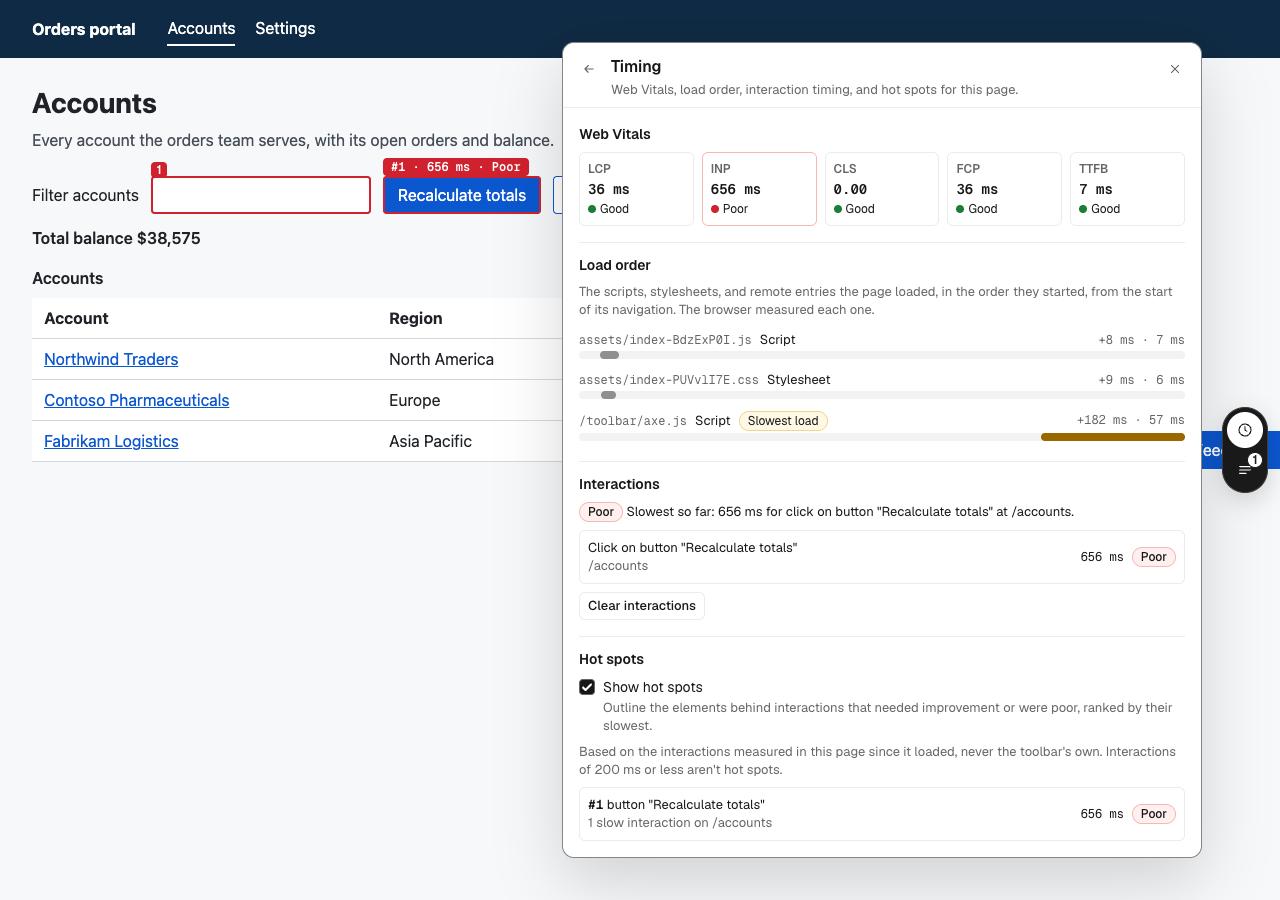 Orders portal
Accounts
Settings
Accounts
Every account the orders team serves, with its open orders and balance.
1
#1 · 656 ms · Poor
Filter accounts
Recalculate totals
Total balance $38,575
Accounts
Account
Region
Northwind Traders
North America
Contoso Pharmaceuticals
Europe
Fabrikam Logistics
Asia Pacific
Timing
Web Vitals, load order, interaction timing, and hot spots for this page.
Web Vitals
LCP
36 ms
Good
INP
656 ms
Poor
CLS
0.00
Good
FCP
36 ms
Good
TTFB
7 ms
Good
Load order
The scripts, stylesheets, and remote entries the page loaded, in the order they started, from the start
of its navigation. The browser measured each one.
assets/index-BdzExP0I.js Script
+8 ms · 7 ms
assets/index-PUVvlI7E.css Stylesheet
+9 ms · 6 ms
/toolbar/axe.js Script Slowest load
+182 ms · 57 ms
Interactions
Poor Slowest so far: 656 ms for click on button "Recalculate totals" at /accounts.
Click on button "Recalculate totals"
/accounts
656 ms Poor
Clear interactions
Hot spots
Show hot spots
Outline the elements behind interactions that needed improvement or were poor, ranked by their
slowest.
Based on the interactions measured in this page since it loaded, never the toolbar's own. Interactions
of 200 ms or less aren't hot spots.
#1 button "Recalculate totals"
1 slow interaction on /accounts
656 ms Poor
1